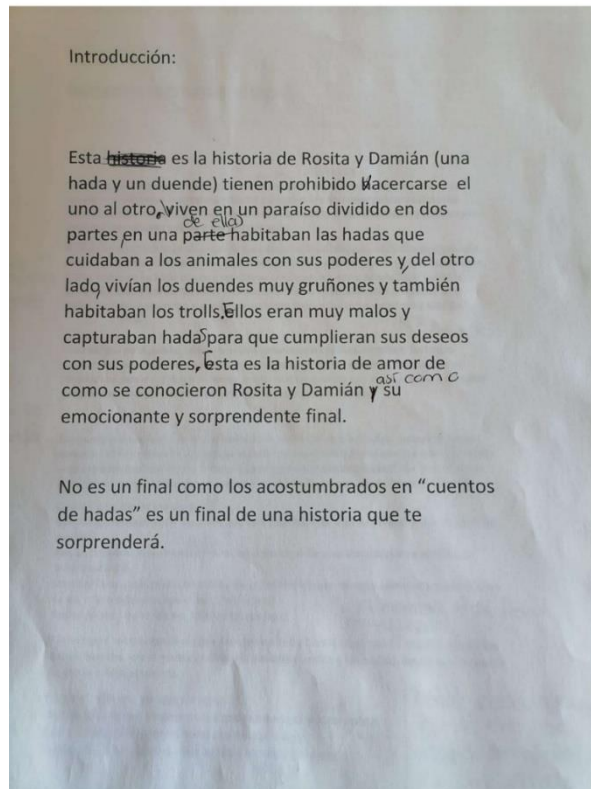 Introducción:
Esta historia es la historia de Rosita y Damián (una
hada y un duende) tienen prohibido hacercarse el
uno al otro, viven en un paraíso dividido en dos
de ellas
partes, en una parte habitaban las hadas que
cuidaban a los animales con sus poderes y, del otro
lado, vivían los duendes muy gruñones y también
habitaban los trolls. Ellos eran muy malos y
capturaban hadas para que cumplieran sus deseos
con sus poderes, Esta es la historia de amor de
así como
como se conocieron Rosita y Damián y su
emocionante y sorprendente final.
No es un final como los acostumbrados en “cuentos
de hadas” es un final de una historia que te
sorprenderá.